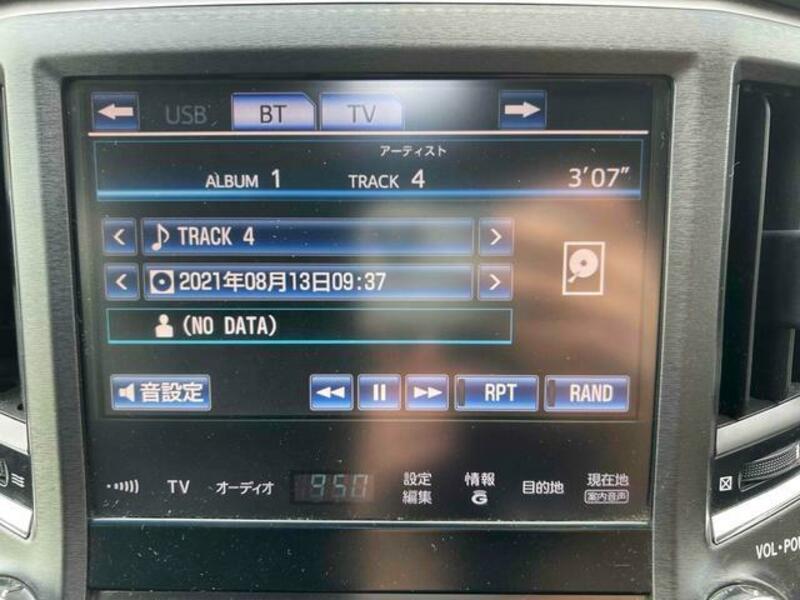 USB BT TV
アーティスト
ALBUM 1 TRACK 4 3'07"
TRACK 4
2021年08月13日09:37
(NO DATA)
音設定 RPT RAND
TV オーディオ 9:50 設定編集 情報G 目的地 現在地
案内音声
VOL・POW